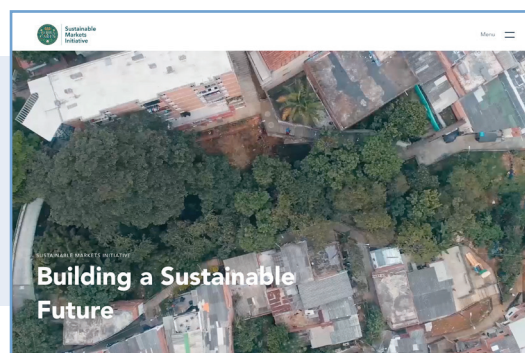 Sustainable
Markets
Initiative
Menu
SUSTAINABLE MARKETS INITIATIVE
Building a Sustainable
Future